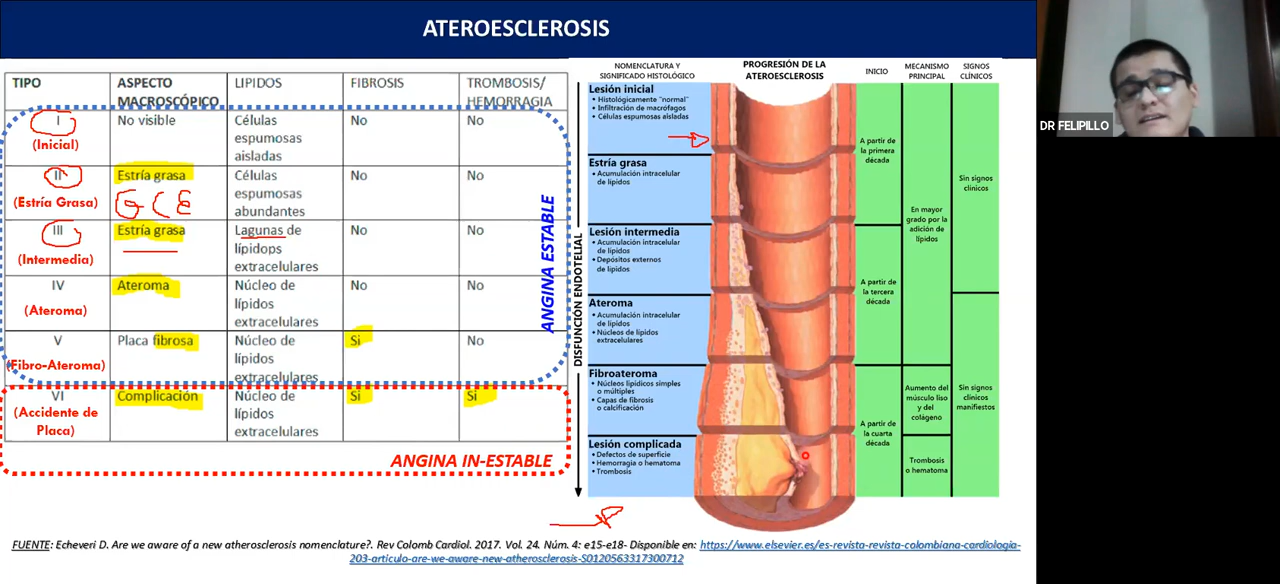 ATEROESCLEROSIS
TIPO
ASPECTO MACROSCÓPICO
LIPIDOS
FIBROSIS
TROMBOSIS/
HEMORRAGIA
I
(Inicial)
No visible
Células
espumosas
aisladas
No
No
II
(Estría Grasa)
Estría grasa
GCE
Células
espumosas
abundantes
No
No
III
(Intermedia)
Estría grasa
Lagunas de
lípidops
extracelulares
No
No
IV
(Ateroma)
Ateroma
Núcleo de
lípidos
extracelulares
No
No
V
(Fibro-Ateroma)
Placa fibrosa
Núcleo de
lípidos
extracelulares
Si
No
VI
(Accidente de
Placa)
Complicación
Núcleo de
lípidos
extracelulares
Si
Si
ANGINA ESTABLE
ANGINA IN-ESTABLE
DISFUNCIÓN ENDOTELIAL
NOMENCLATURA Y
SIGNIFICADO HISTOLÓGICO
PROGRESIÓN DE LA
ATEROESCLEROSIS
INICIO
MECANISMO
PRINCIPAL
SIGNOS
CLÍNICOS
Lesión inicial
• Histológicamente "normal"
• Infiltración de macrófagos
• Células espumosas aisladas
Estría grasa
• Acumulación intracelular
de lípidos
Lesión intermedia
• Acumulación intracelular
de lípidos
• Depósitos externos
de lípidos
Ateroma
• Acumulación intracelular
de lípidos
• Núcleos de lípidos
extracelulares
Fibroateroma
• Núcleos lipídicos simples
o múltiples
• Capas de fibrosis
o calcificación
Lesión complicada
• Defectos de superficie
• Hemorragia o hematoma
• Trombosis
A partir de
la primera
década
A partir de
la tercera
década
A partir de
la cuarta
década
En mayor
grado por la
adición de
lípidos
Aumento del
músculo liso
y del
colágeno
Trombosis
o hematoma
Sin signos
clínicos
Sin signos
clínicos
manifiestos
FUENTE: Echeveri D. Are we aware of a new atherosclerosis nomenclature?. Rev Colomb Cardiol. 2017. Vol. 24. Núm. 4: e15-e18- Disponible en: https://www.elsevier.es/es-revista-revista-colombiana-cardiologia-
203-articulo-are-we-aware-new-atherosclerosis-S0120563317300712
DR FELIPILLO